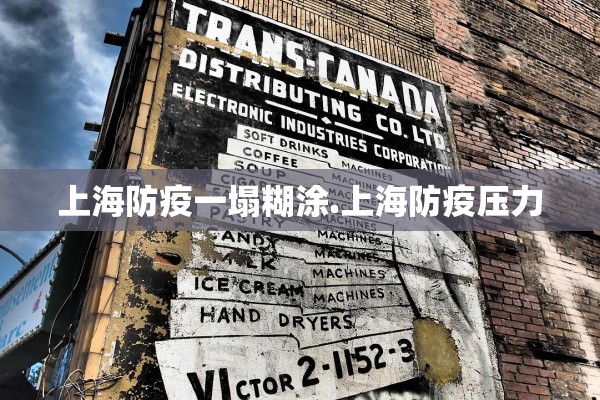 TRANS-CANADA
DISTRIBUTING CO. LTD.
ELECTRONIC INDUSTRIES CORPORATION
SOFT DRINKS MACHINES
COFFEE MACHINES
SOUP MACHINES
上海防疫一塌糊涂.上海防疫压力
MACHINES
ANDY MACHINES
MACHINES
ICE CREAM MACHINES
HAND DRYERS
VICTOR 2-1152-3